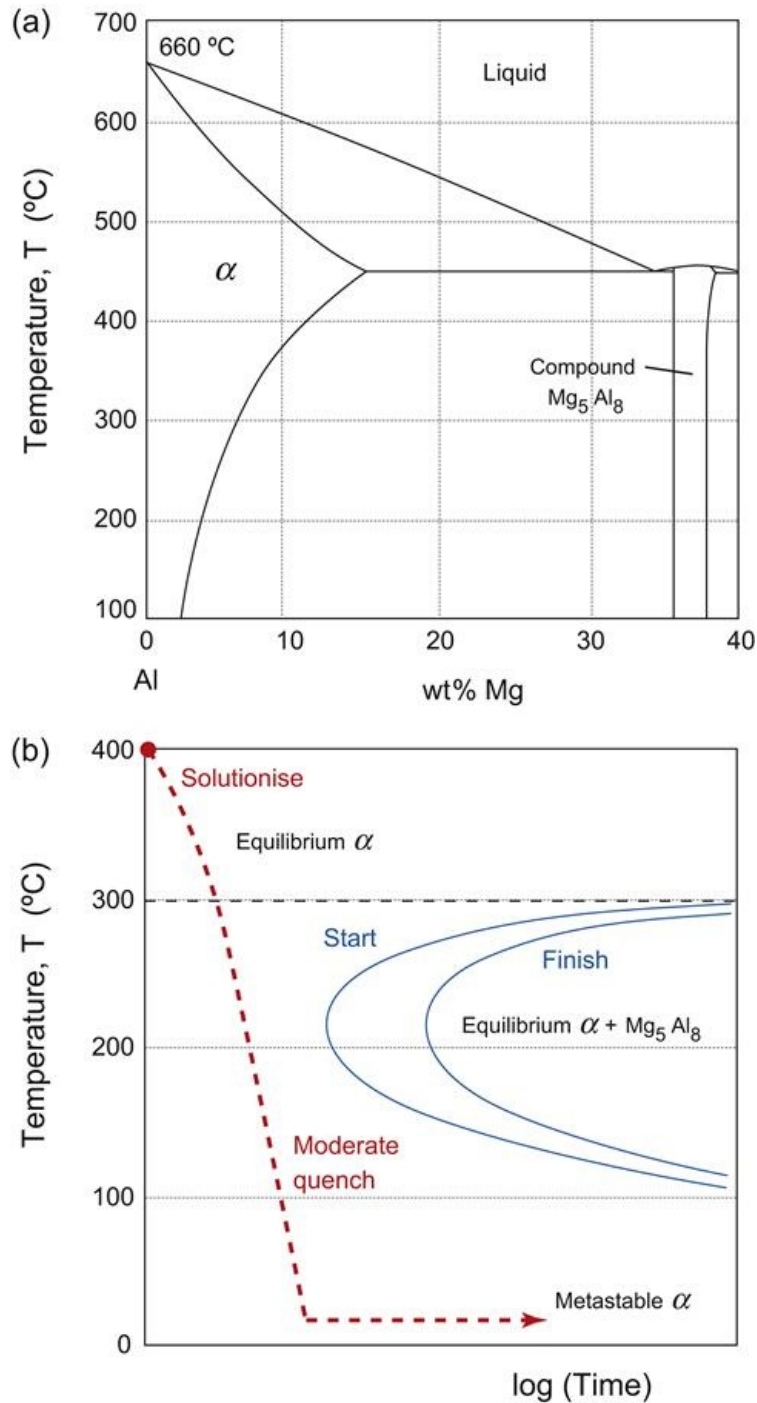 (a)
700
660 ºC
Liquid
600
500
α
400
Compound
Mg5 Al8
300
200
100
Temperature, T (ºC)
0 10 20 30 40
Al
wt% Mg
(b)
400
Solutionise
Equilibrium α
300
Start
Finish
Equilibrium α + Mg5 Al8
200
Moderate
quench
100
Metastable α
0
Temperature, T (ºC)
log (Time)